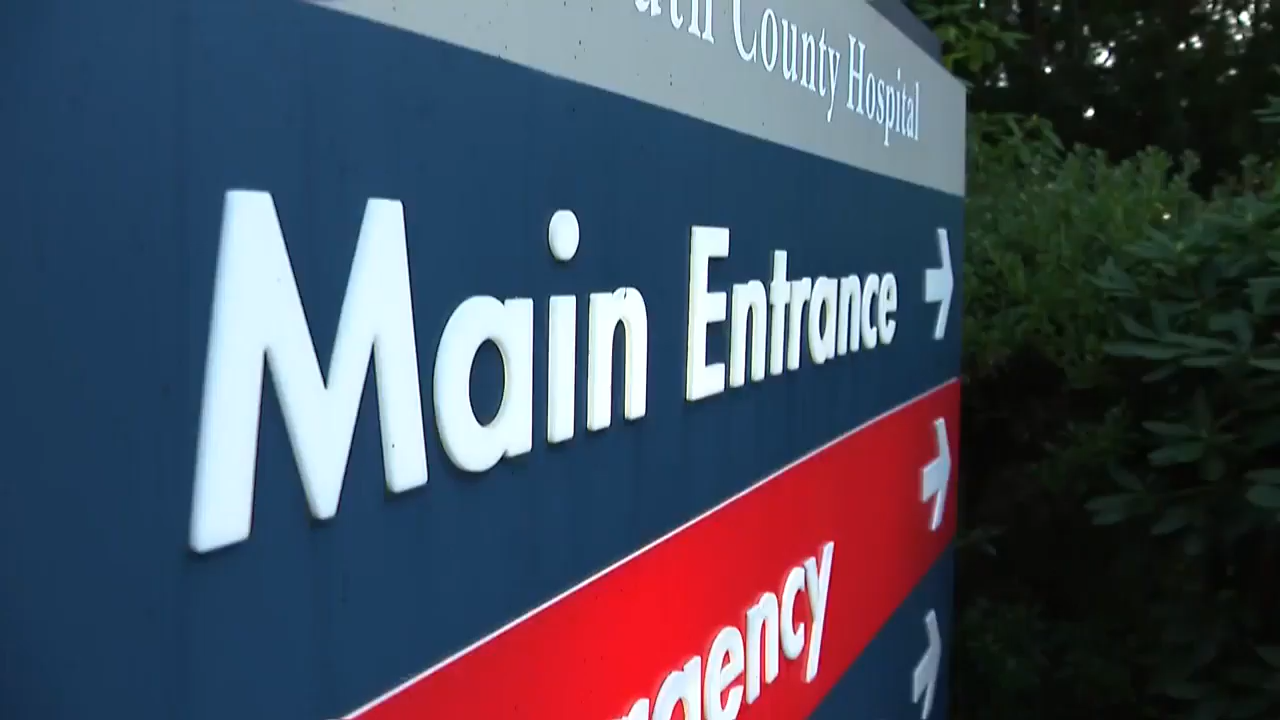 County Hospital
Main Entrance →
→
→